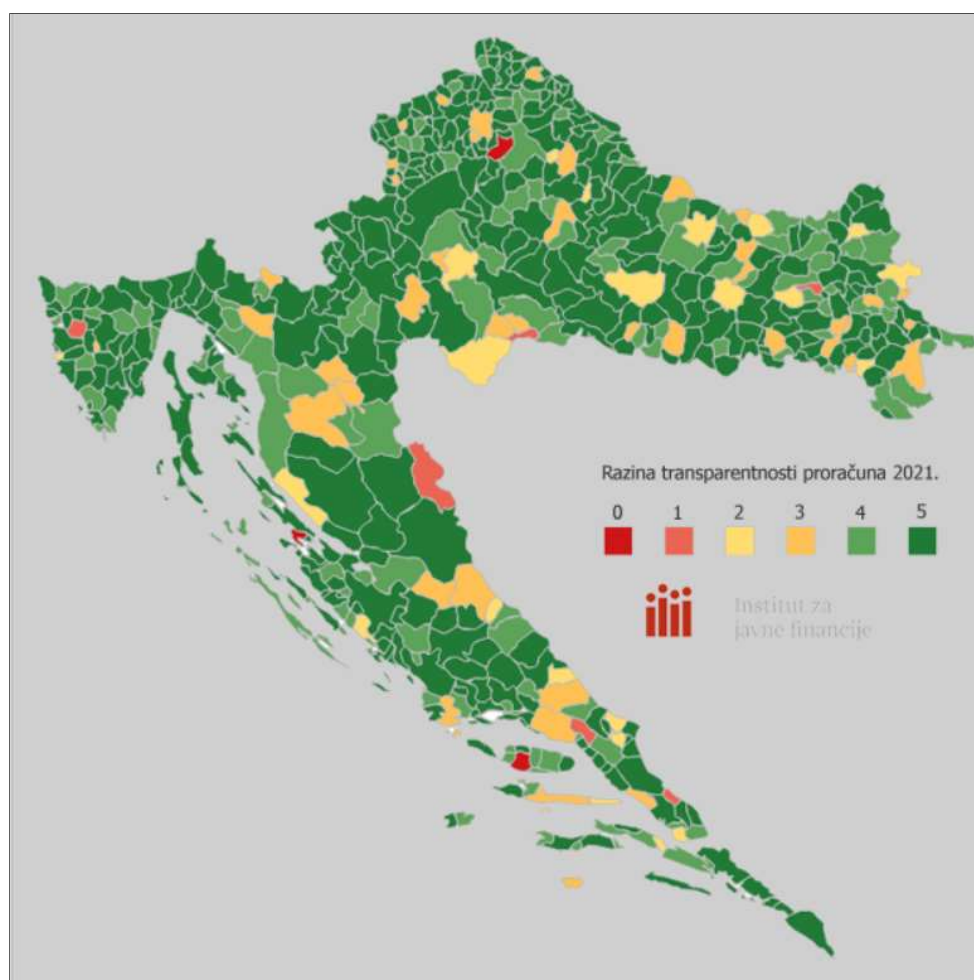 Razina transparentnosti proračuna 2021.
0 1 2 3 4 5
Institut za
javne financije